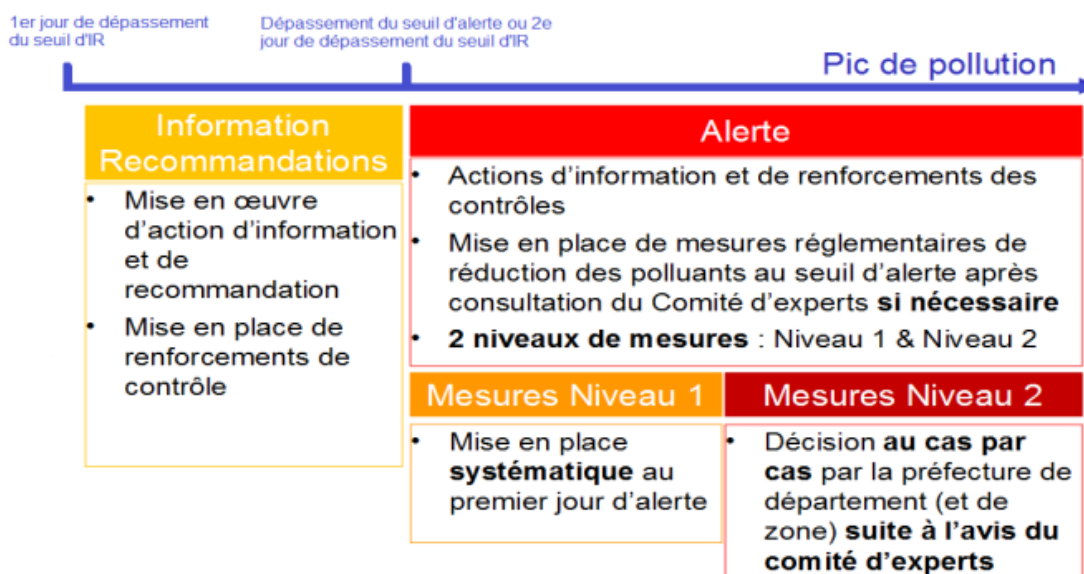 1er jour de dépassement
du seuil d'IR
Dépassement du seuil d'alerte ou 2e
jour de dépassement du seuil d'IR
Pic de pollution
Information
Recommandations
• Mise en œuvre
d'action d'information
et de
recommandation
• Mise en place de
renforcements de
contrôle
Alerte
• Actions d'information et de renforcements des
contrôles
• Mise en place de mesures réglementaires de
réduction des polluants au seuil d'alerte après
consultation du Comité d'experts si nécessaire
• 2 niveaux de mesures : Niveau 1 & Niveau 2
Mesures Niveau 1
• Mise en place
systématique au
premier jour d'alerte
Mesures Niveau 2
• Décision au cas par
cas par la préfecture de
département (et de
zone) suite à l'avis du
comité d'experts